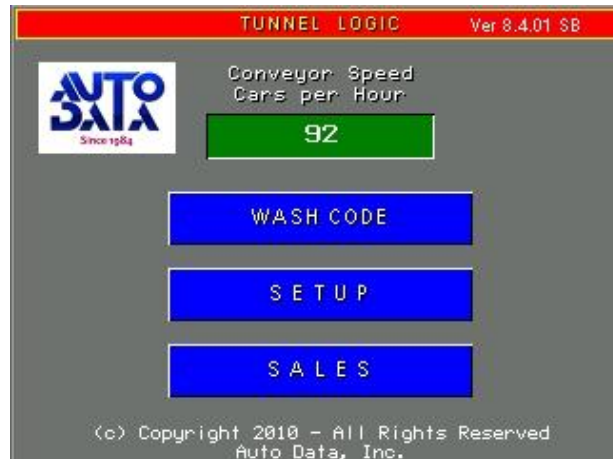 TUNNEL LOGIC Ver 8.4.01 SB
AUTO
DATA
Since 1984
Conveyor Speed
Cars per Hour
92
WASH CODE
SETUP
SALES
(c) Copyright 2010 - All Rights Reserved
Auto Data, Inc.